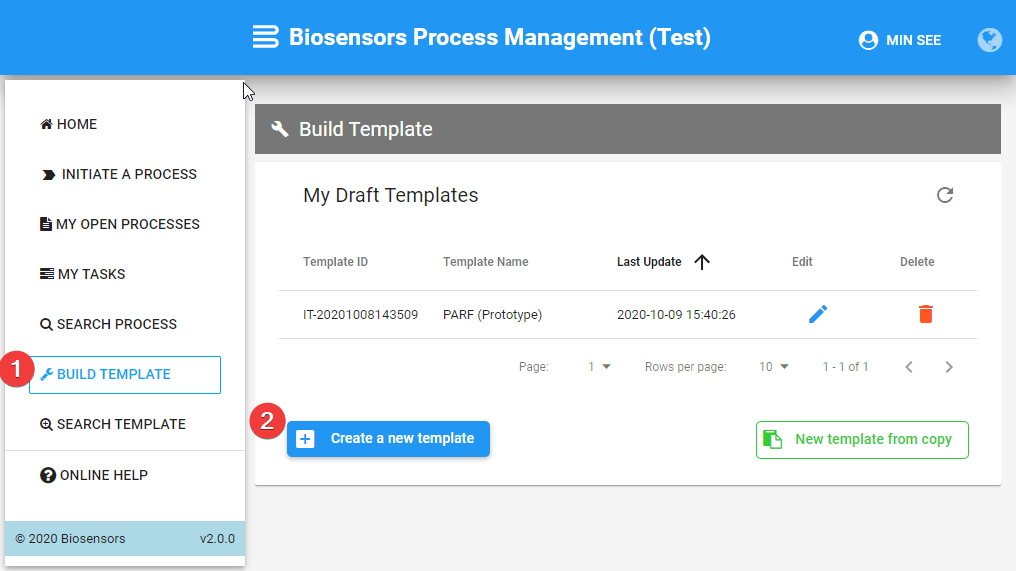 Biosensors Process Management (Test)
MIN SEE
HOME
INITIATE A PROCESS
MY OPEN PROCESSES
MY TASKS
SEARCH PROCESS
1
BUILD TEMPLATE
SEARCH TEMPLATE
ONLINE HELP
© 2020 Biosensors v2.0.0
Build Template
My Draft Templates
Template ID Template Name Last Update Edit Delete
IT-20201008143509 PARF (Prototype) 2020-10-09 15:40:26
Page: 1 Rows per page: 10 1 - 1 of 1
2
Create a new template
New template from copy